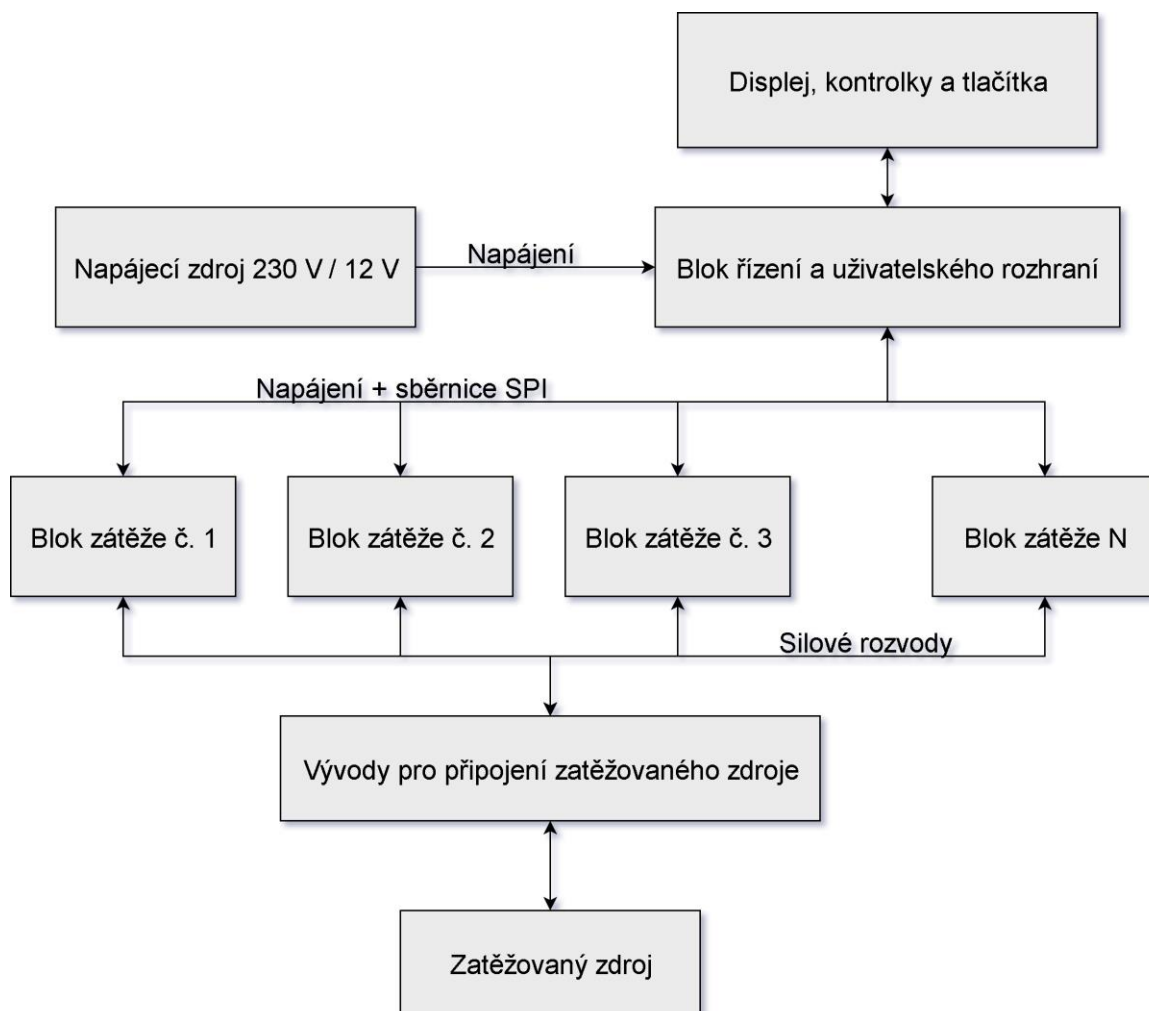 Displej, kontrolky a tlačítka
Napájecí zdroj 230 V / 12 V
Napájení
Blok řízení a uživatelského rozhraní
Napájení + sběrnice SPI
Blok zátěže č. 1
Blok zátěže č. 2
Blok zátěže č. 3
Blok zátěže N
Silové rozvody
Vývody pro připojení zatěžovaného zdroje
Zatěžovaný zdroj